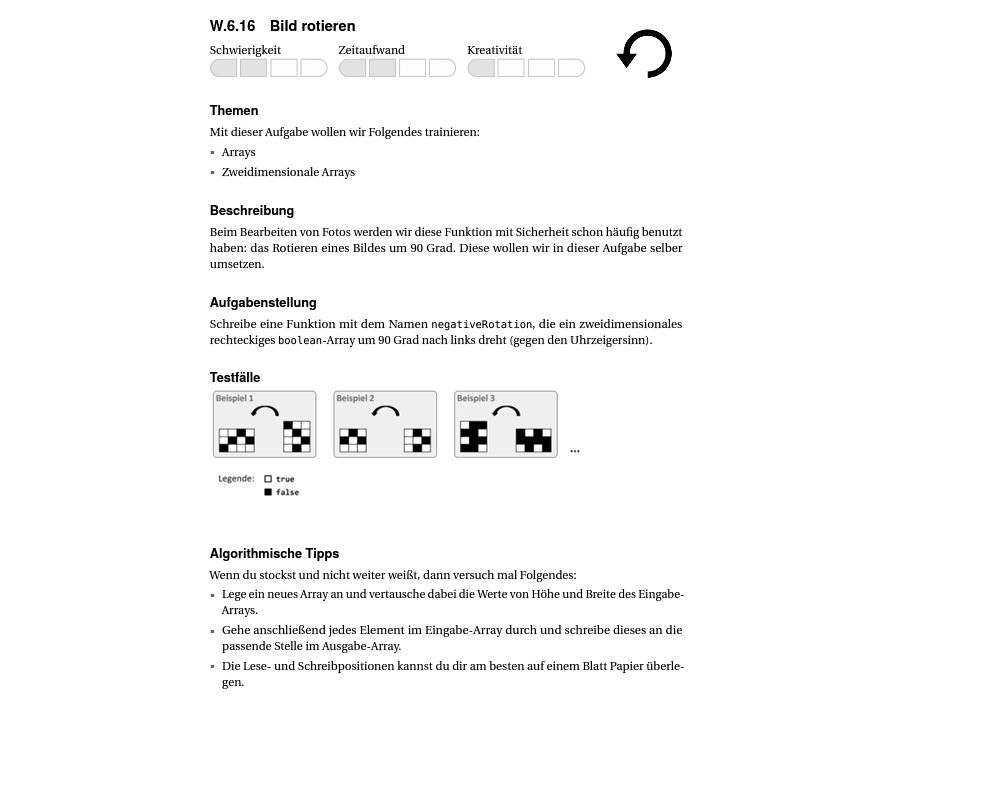 W.6.16 Bild rotieren
Schwierigkeit Zeitaufwand Kreativität
Themen
Mit dieser Aufgabe wollen wir Folgendes trainieren:
▪ Arrays
▪ Zweidimensionale Arrays
Beschreibung
Beim Bearbeiten von Fotos werden wir diese Funktion mit Sicherheit schon häufig benutzt
haben: das Rotieren eines Bildes um 90 Grad. Diese wollen wir in dieser Aufgabe selber
umsetzen.
Aufgabenstellung
Schreibe eine Funktion mit dem Namen negativeRotation, die ein zweidimensionales
rechteckiges boolean-Array um 90 Grad nach links dreht (gegen den Uhrzeigersinn).
Testfälle
Beispiel 1 Beispiel 2 Beispiel 3
...
Legende: true
false
Algorithmische Tipps
Wenn du stockst und nicht weiter weißt, dann versuch mal Folgendes:
▪ Lege ein neues Array an und vertausche dabei die Werte von Höhe und Breite des Eingabe-
Arrays.
▪ Gehe anschließend jedes Element im Eingabe-Array durch und schreibe dieses an die
passende Stelle im Ausgabe-Array.
▪ Die Lese- und Schreibpositionen kannst du dir am besten auf einem Blatt Papier überle-
gen.